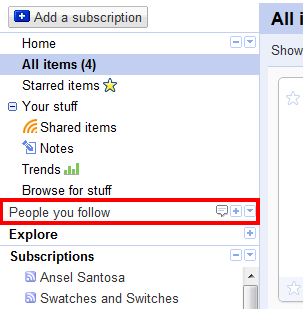 Add a subscription
Home
All items (4)
Starred items
Your stuff
Shared items
Notes
Trends
Browse for stuff
People you follow
Explore
Subscriptions
Ansel Santosa
Swatches and Switches
All i
Show